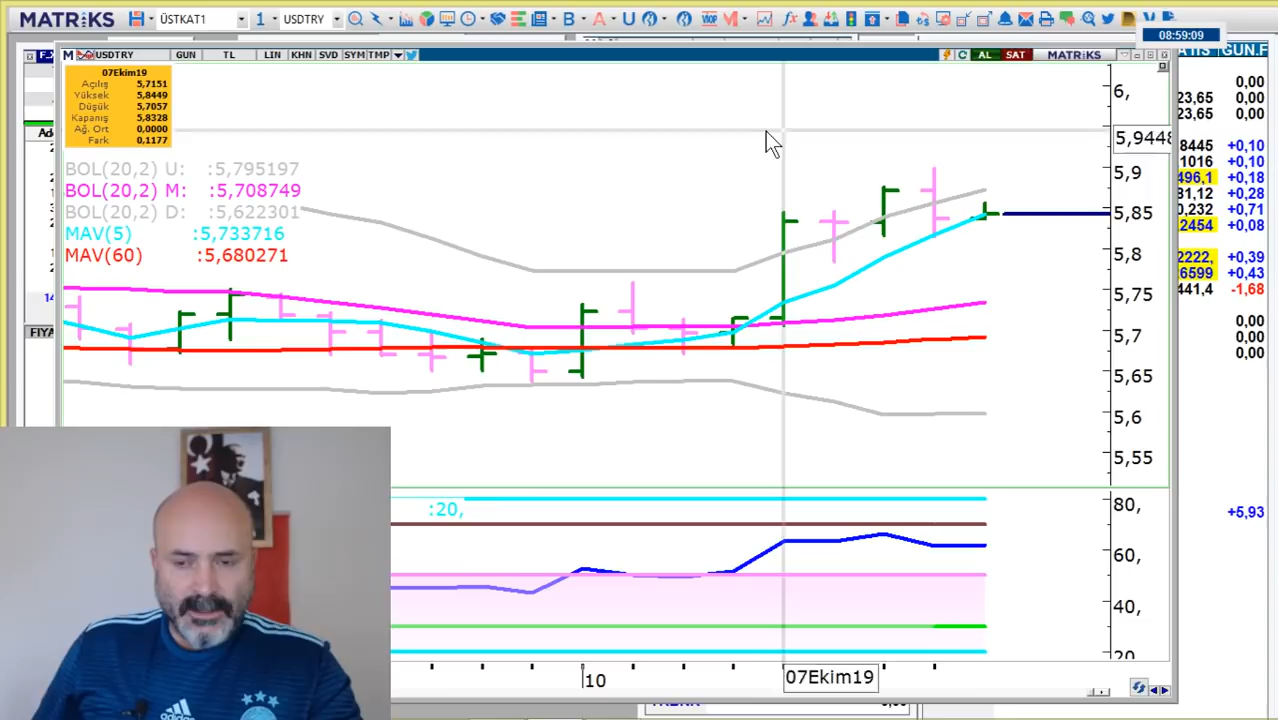 MATRiKS ÜSTKAT1 1 USDTRY
08:59:09
M USDTRY GUN TL LIN KHN SVD SYM TMP AL SAT MATRiKS
GUN.F
07Ekim19
Açılış 5,7151
Yüksek 5,8449
Düşük 5,7057
Kapanış 5,8328
Ağ. Ort 0,0000
Fark 0,1177
BOL(20,2) U: :5,795197
BOL(20,2) M: :5,708749
BOL(20,2) D: :5,622301
MAV(5) :5,733716
MAV(60) :5,680271
6,
5,9448
5,9
5,85
5,8
5,75
5,7
5,65
5,6
5,55
:20,
80,
60,
40,
20
10
07Ekim19
0,00
23,65 0,00
23,65 0,00
8445 +0,10
1016 +0,10
496,1 +0,18
81,12 +0,28
0,232 +0,71
2454 +0,08
2222, +0,39
6599 +0,43
441,4 -1,68
0,00
0,00
0,00
+5,93
adidas